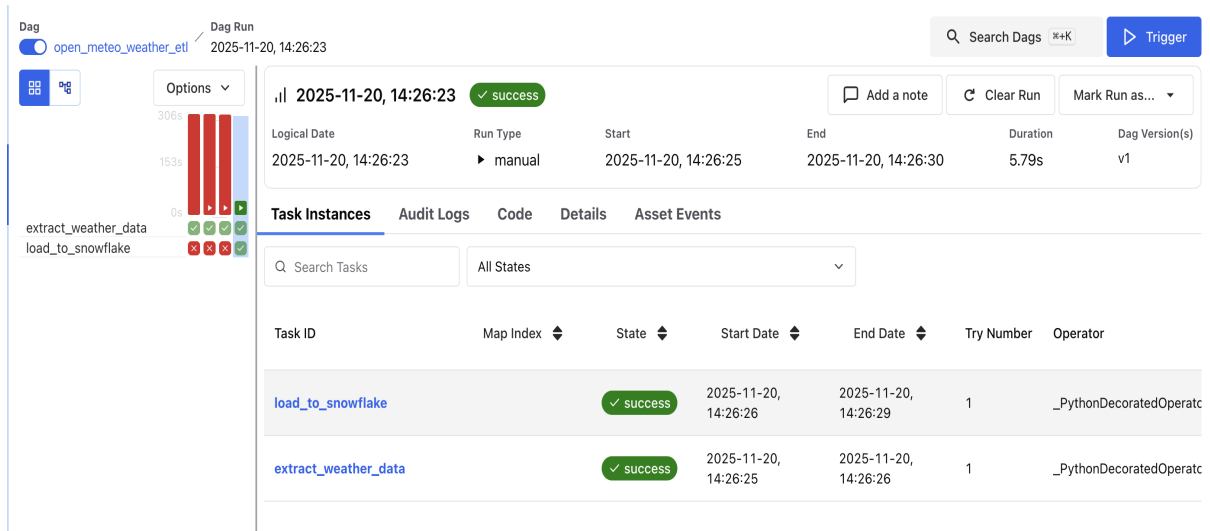 Dag
open_meteo_weather_etl
/
Dag Run
2025-11-20, 14:26:23
Search Dags ⌘+K
Trigger
Options
306s
153s
0s
extract_weather_data
load_to_snowflake
2025-11-20, 14:26:23 success
Add a note
Clear Run
Mark Run as...
Logical Date Run Type Start End Duration Dag Version(s)
2025-11-20, 14:26:23 manual 2025-11-20, 14:26:25 2025-11-20, 14:26:30 5.79s v1
Task Instances Audit Logs Code Details Asset Events
Search Tasks
All States
Task ID Map Index State Start Date End Date Try Number Operator
load_to_snowflake success 2025-11-20, 14:26:26 2025-11-20, 14:26:29 1 _PythonDecoratedOperato
extract_weather_data success 2025-11-20, 14:26:25 2025-11-20, 14:26:26 1 _PythonDecoratedOperato